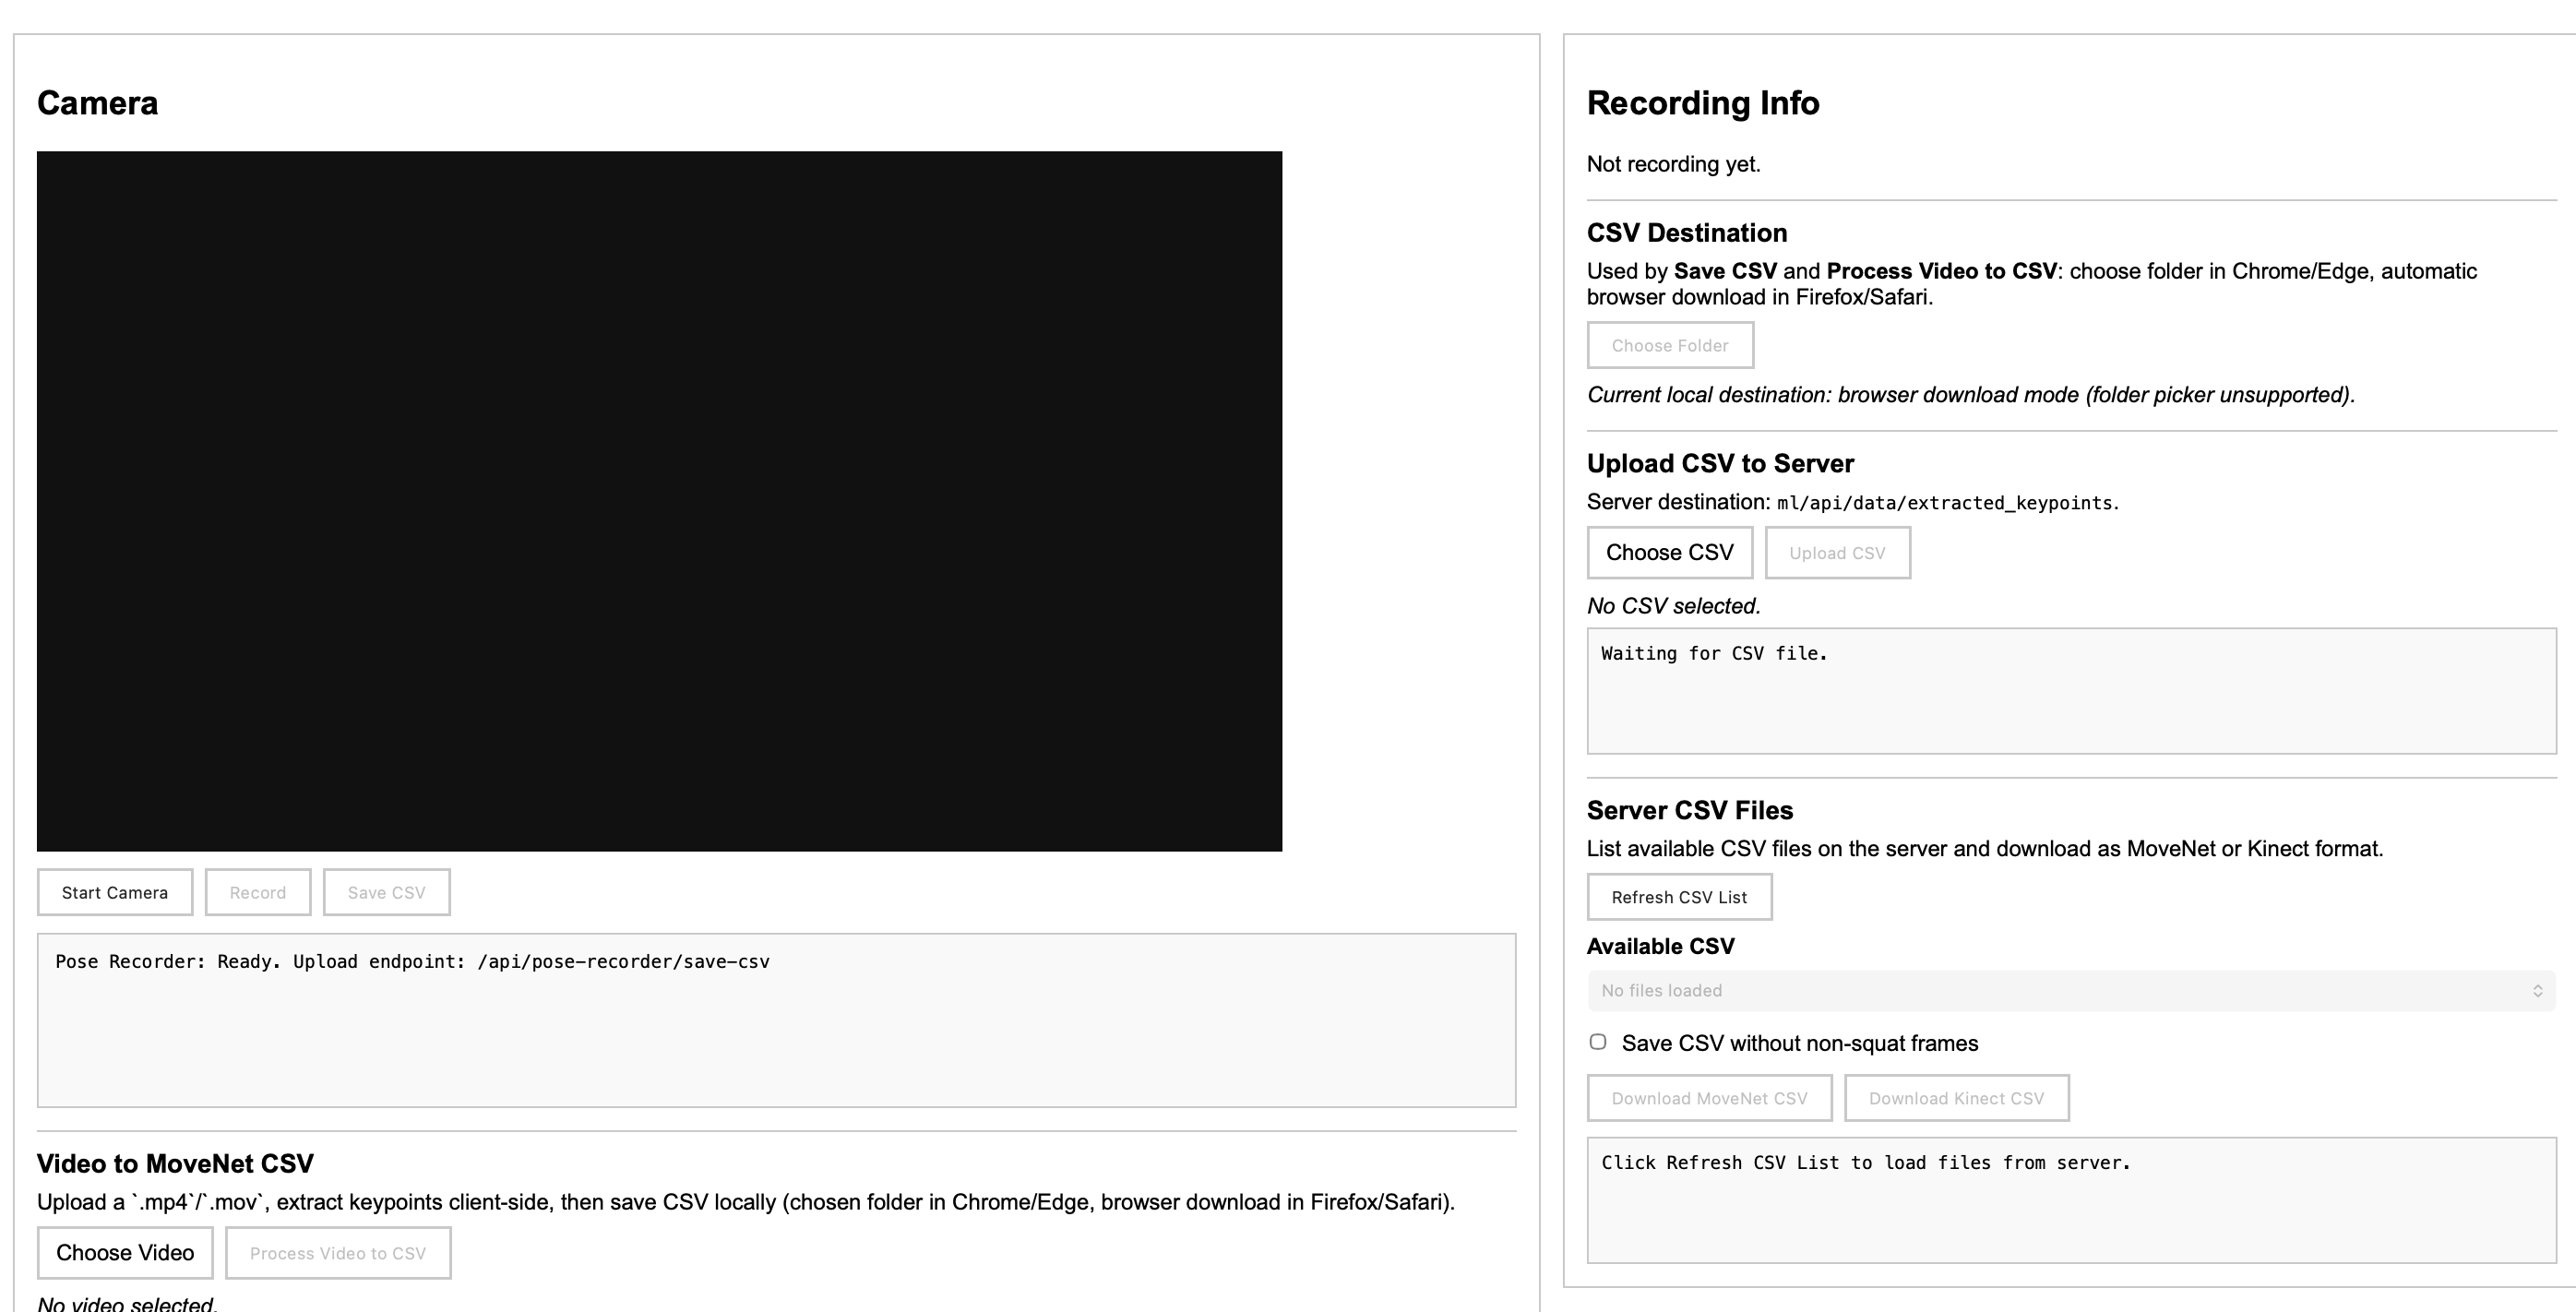 Camera
Start Camera
Record
Save CSV
Pose Recorder: Ready. Upload endpoint: /api/pose-recorder/save-csv
Video to MoveNet CSV
Upload a `.mp4`/`.mov`, extract keypoints client-side, then save CSV locally (chosen folder in Chrome/Edge, browser download in Firefox/Safari).
Choose Video
Process Video to CSV
No video selected.
Recording Info
Not recording yet.
CSV Destination
Used by Save CSV and Process Video to CSV: choose folder in Chrome/Edge, automatic
browser download in Firefox/Safari.
Choose Folder
Current local destination: browser download mode (folder picker unsupported).
Upload CSV to Server
Server destination: ml/api/data/extracted_keypoints.
Choose CSV
Upload CSV
No CSV selected.
Waiting for CSV file.
Server CSV Files
List available CSV files on the server and download as MoveNet or Kinect format.
Refresh CSV List
Available CSV
No files loaded
Save CSV without non-squat frames
Download MoveNet CSV
Download Kinect CSV
Click Refresh CSV List to load files from server.